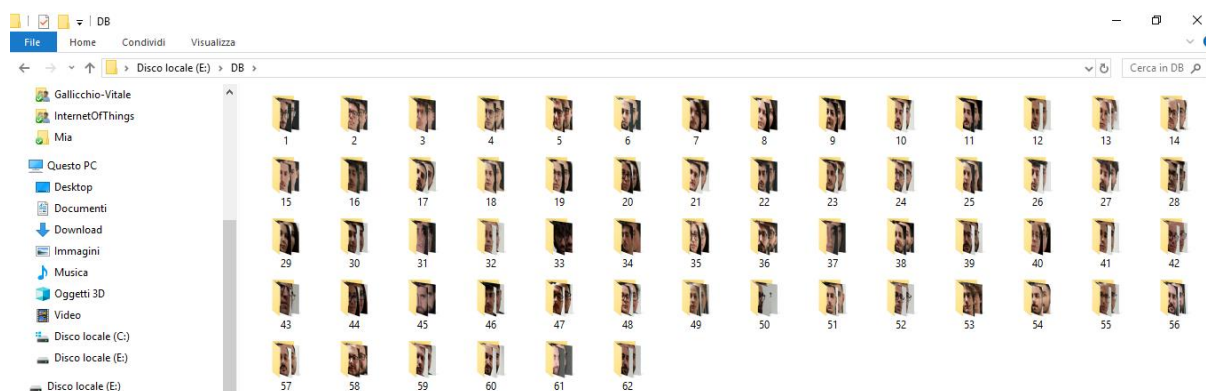 DB
File Home Condividi Visualizza
Disco locale (E:) > DB >
Cerca in DB
Gallicchio-Vitale
InternetOfThings
Mia
Questo PC
Desktop
Documenti
Download
Immagini
Musica
Oggetti 3D
Video
Disco locale (C:)
Disco locale (E:)
Disco locale (E:)
1 2 3 4 5 6 7 8 9 10 11 12 13 14
15 16 17 18 19 20 21 22 23 24 25 26 27 28
29 30 31 32 33 34 35 36 37 38 39 40 41 42
43 44 45 46 47 48 49 50 51 52 53 54 55 56
57 58 59 60 61 62